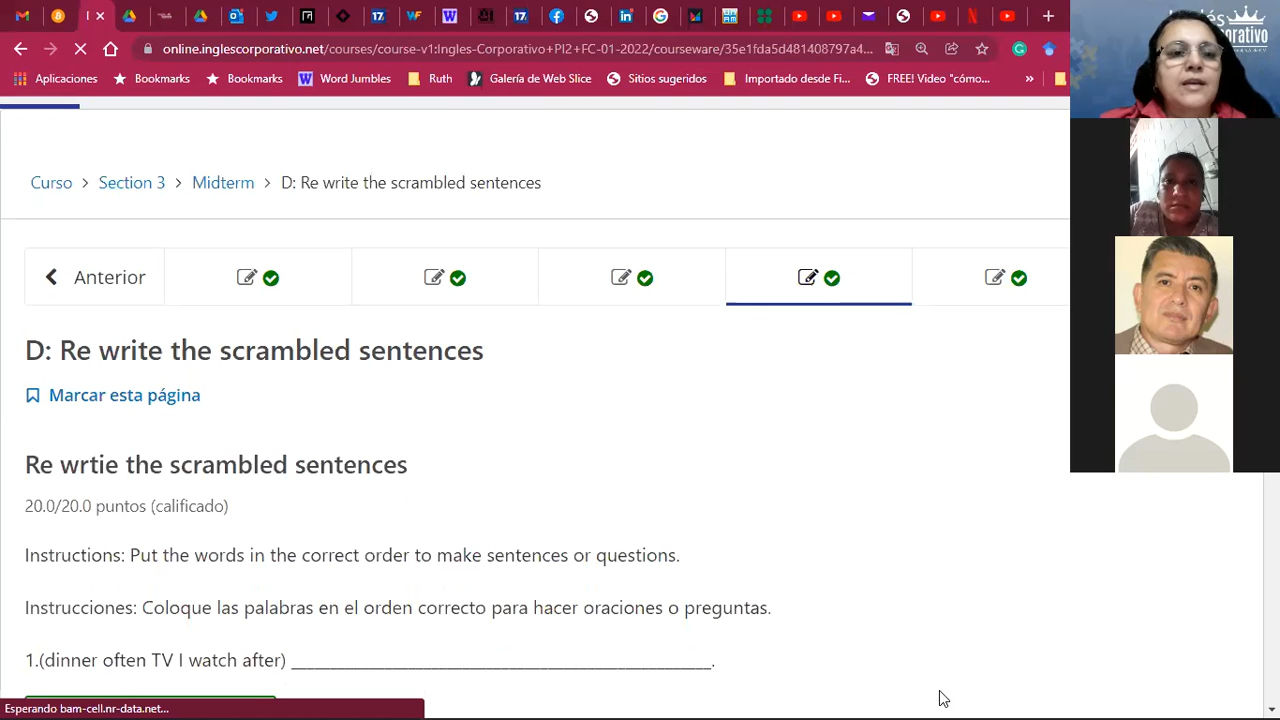 online.inglescorporativo.net/courses/course-v1:Ingles-Corporativo+PI2+FC-01-2022/courseware/35e1fda5d481408797a4...
Aplicaciones Bookmarks Bookmarks Word Jumbles Ruth Galería de Web Slice Sitios sugeridos Importado desde Fi... FREE! Video "cómo... »
Curso > Section 3 > Midterm > D: Re write the scrambled sentences
Anterior
D: Re write the scrambled sentences
Marcar esta página
Re wrtie the scrambled sentences
20.0/20.0 puntos (calificado)
Instructions: Put the words in the correct order to make sentences or questions.
Instrucciones: Coloque las palabras en el orden correcto para hacer oraciones o preguntas.
1.(dinner often TV I watch after) ________________________________________________.
Esperando bam-cell.nr-data.net...